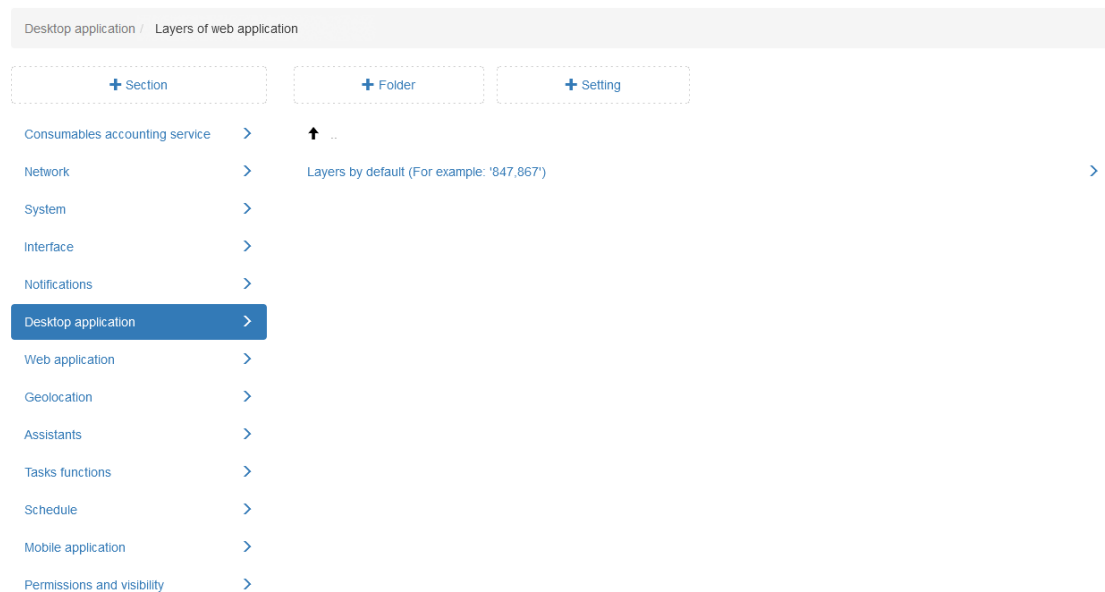 Desktop application / Layers of web application
+ Section
+ Folder
+ Setting
Consumables accounting service
Network
System
Interface
Notifications
Desktop application
Web application
Geolocation
Assistants
Tasks functions
Schedule
Mobile application
Permissions and visibility
..
Layers by default (For example: '847,867')